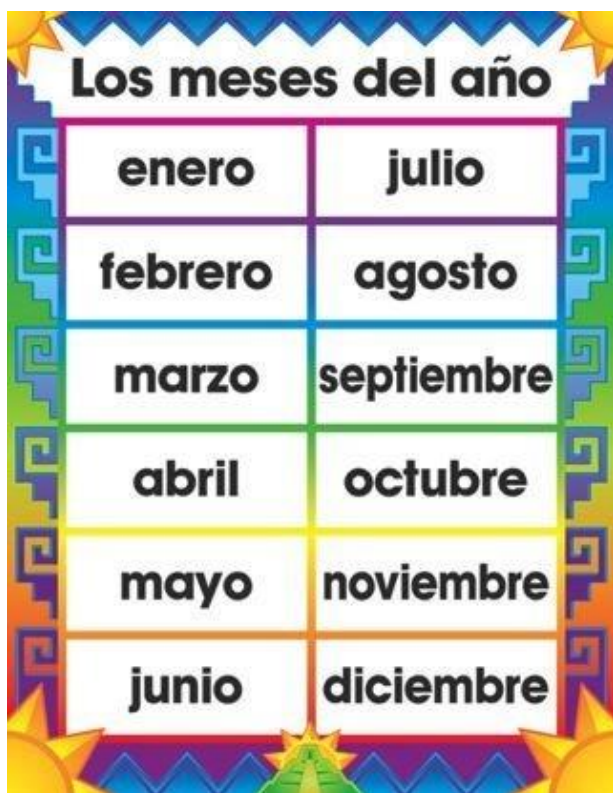 Los meses del año
enero
julio
febrero
agosto
marzo
septiembre
abril
octubre
mayo
noviembre
junio
diciembre